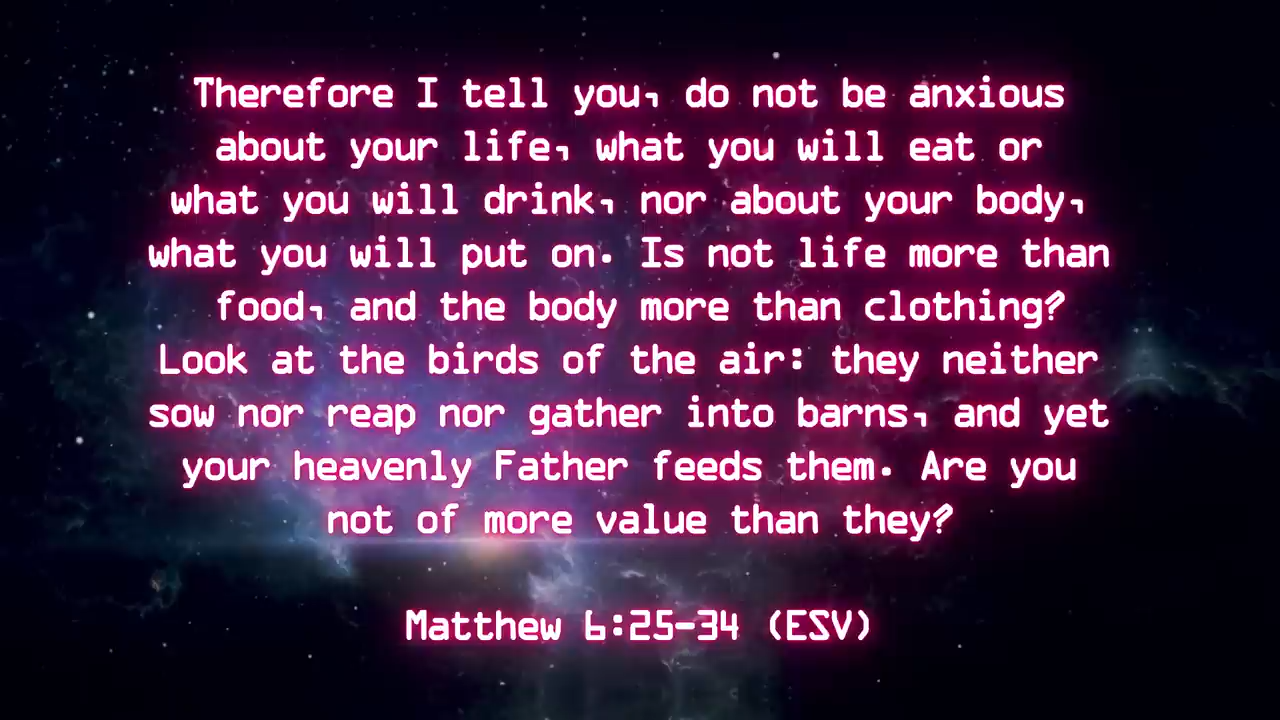 Therefore I tell you, do not be anxious
about your life, what you will eat or
what you will drink, nor about your body,
what you will put on. Is not life more than
food, and the body more than clothing?
Look at the birds of the air: they neither
sow nor reap nor gather into barns, and yet
your heavenly Father feeds them. Are you
not of more value than they?
Matthew 6:25-34 (ESV)